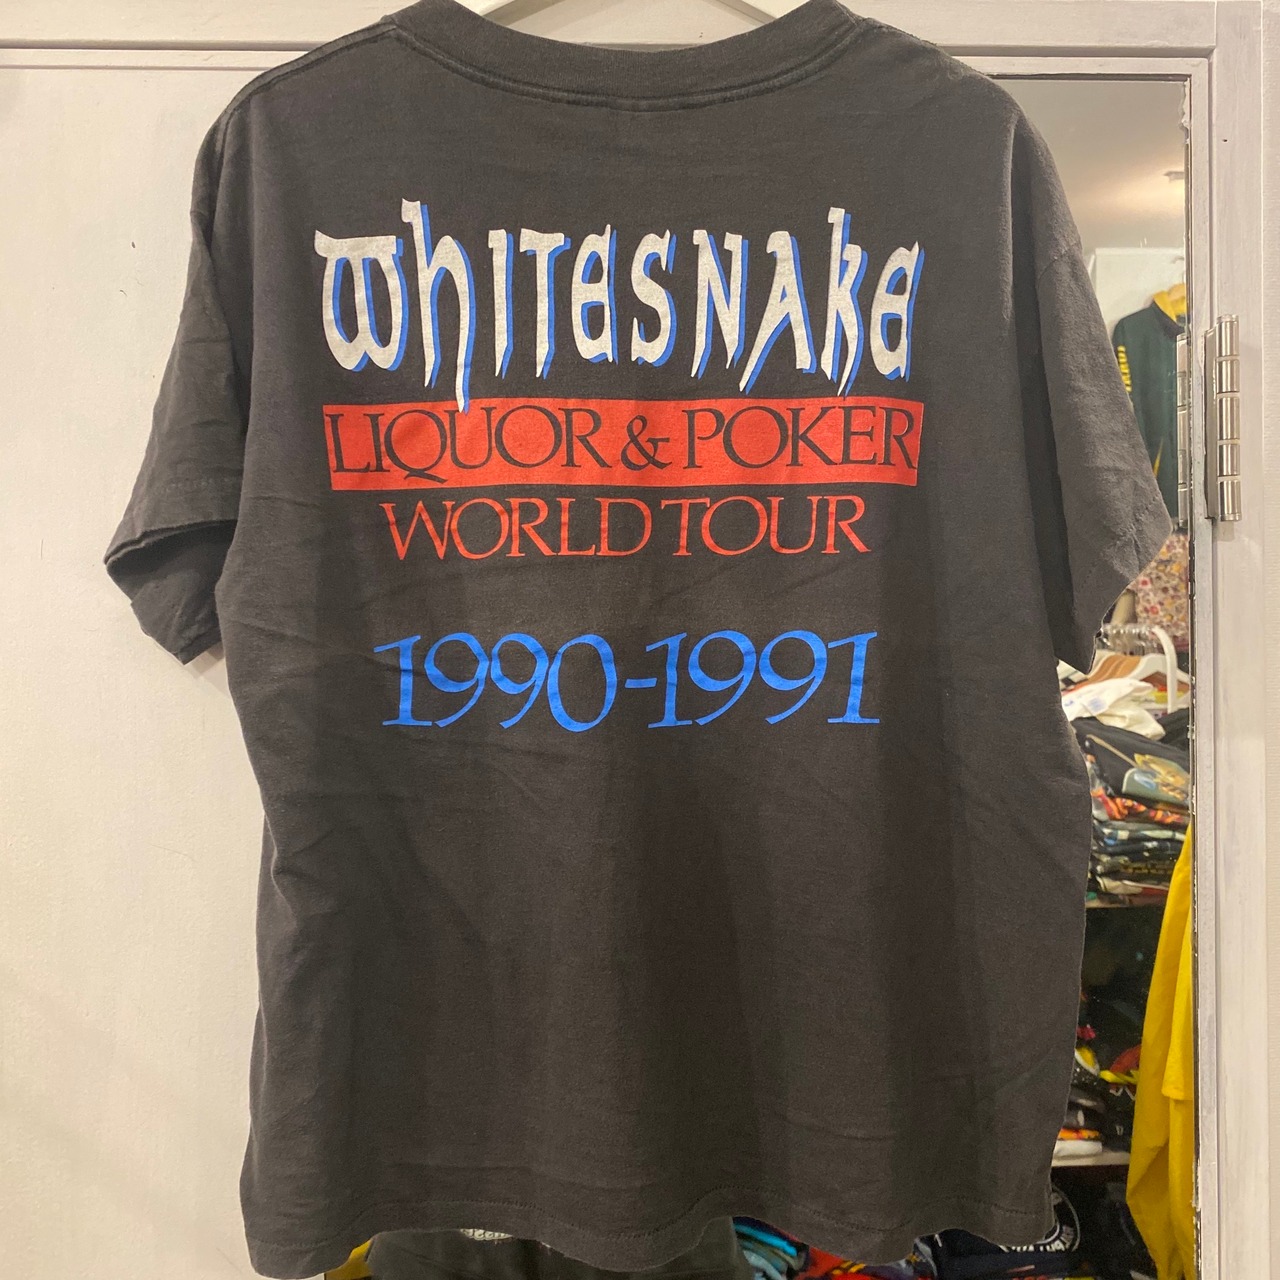 WhITESNAkE
LIQUOR & POKER
WORLD TOUR
1990-1991